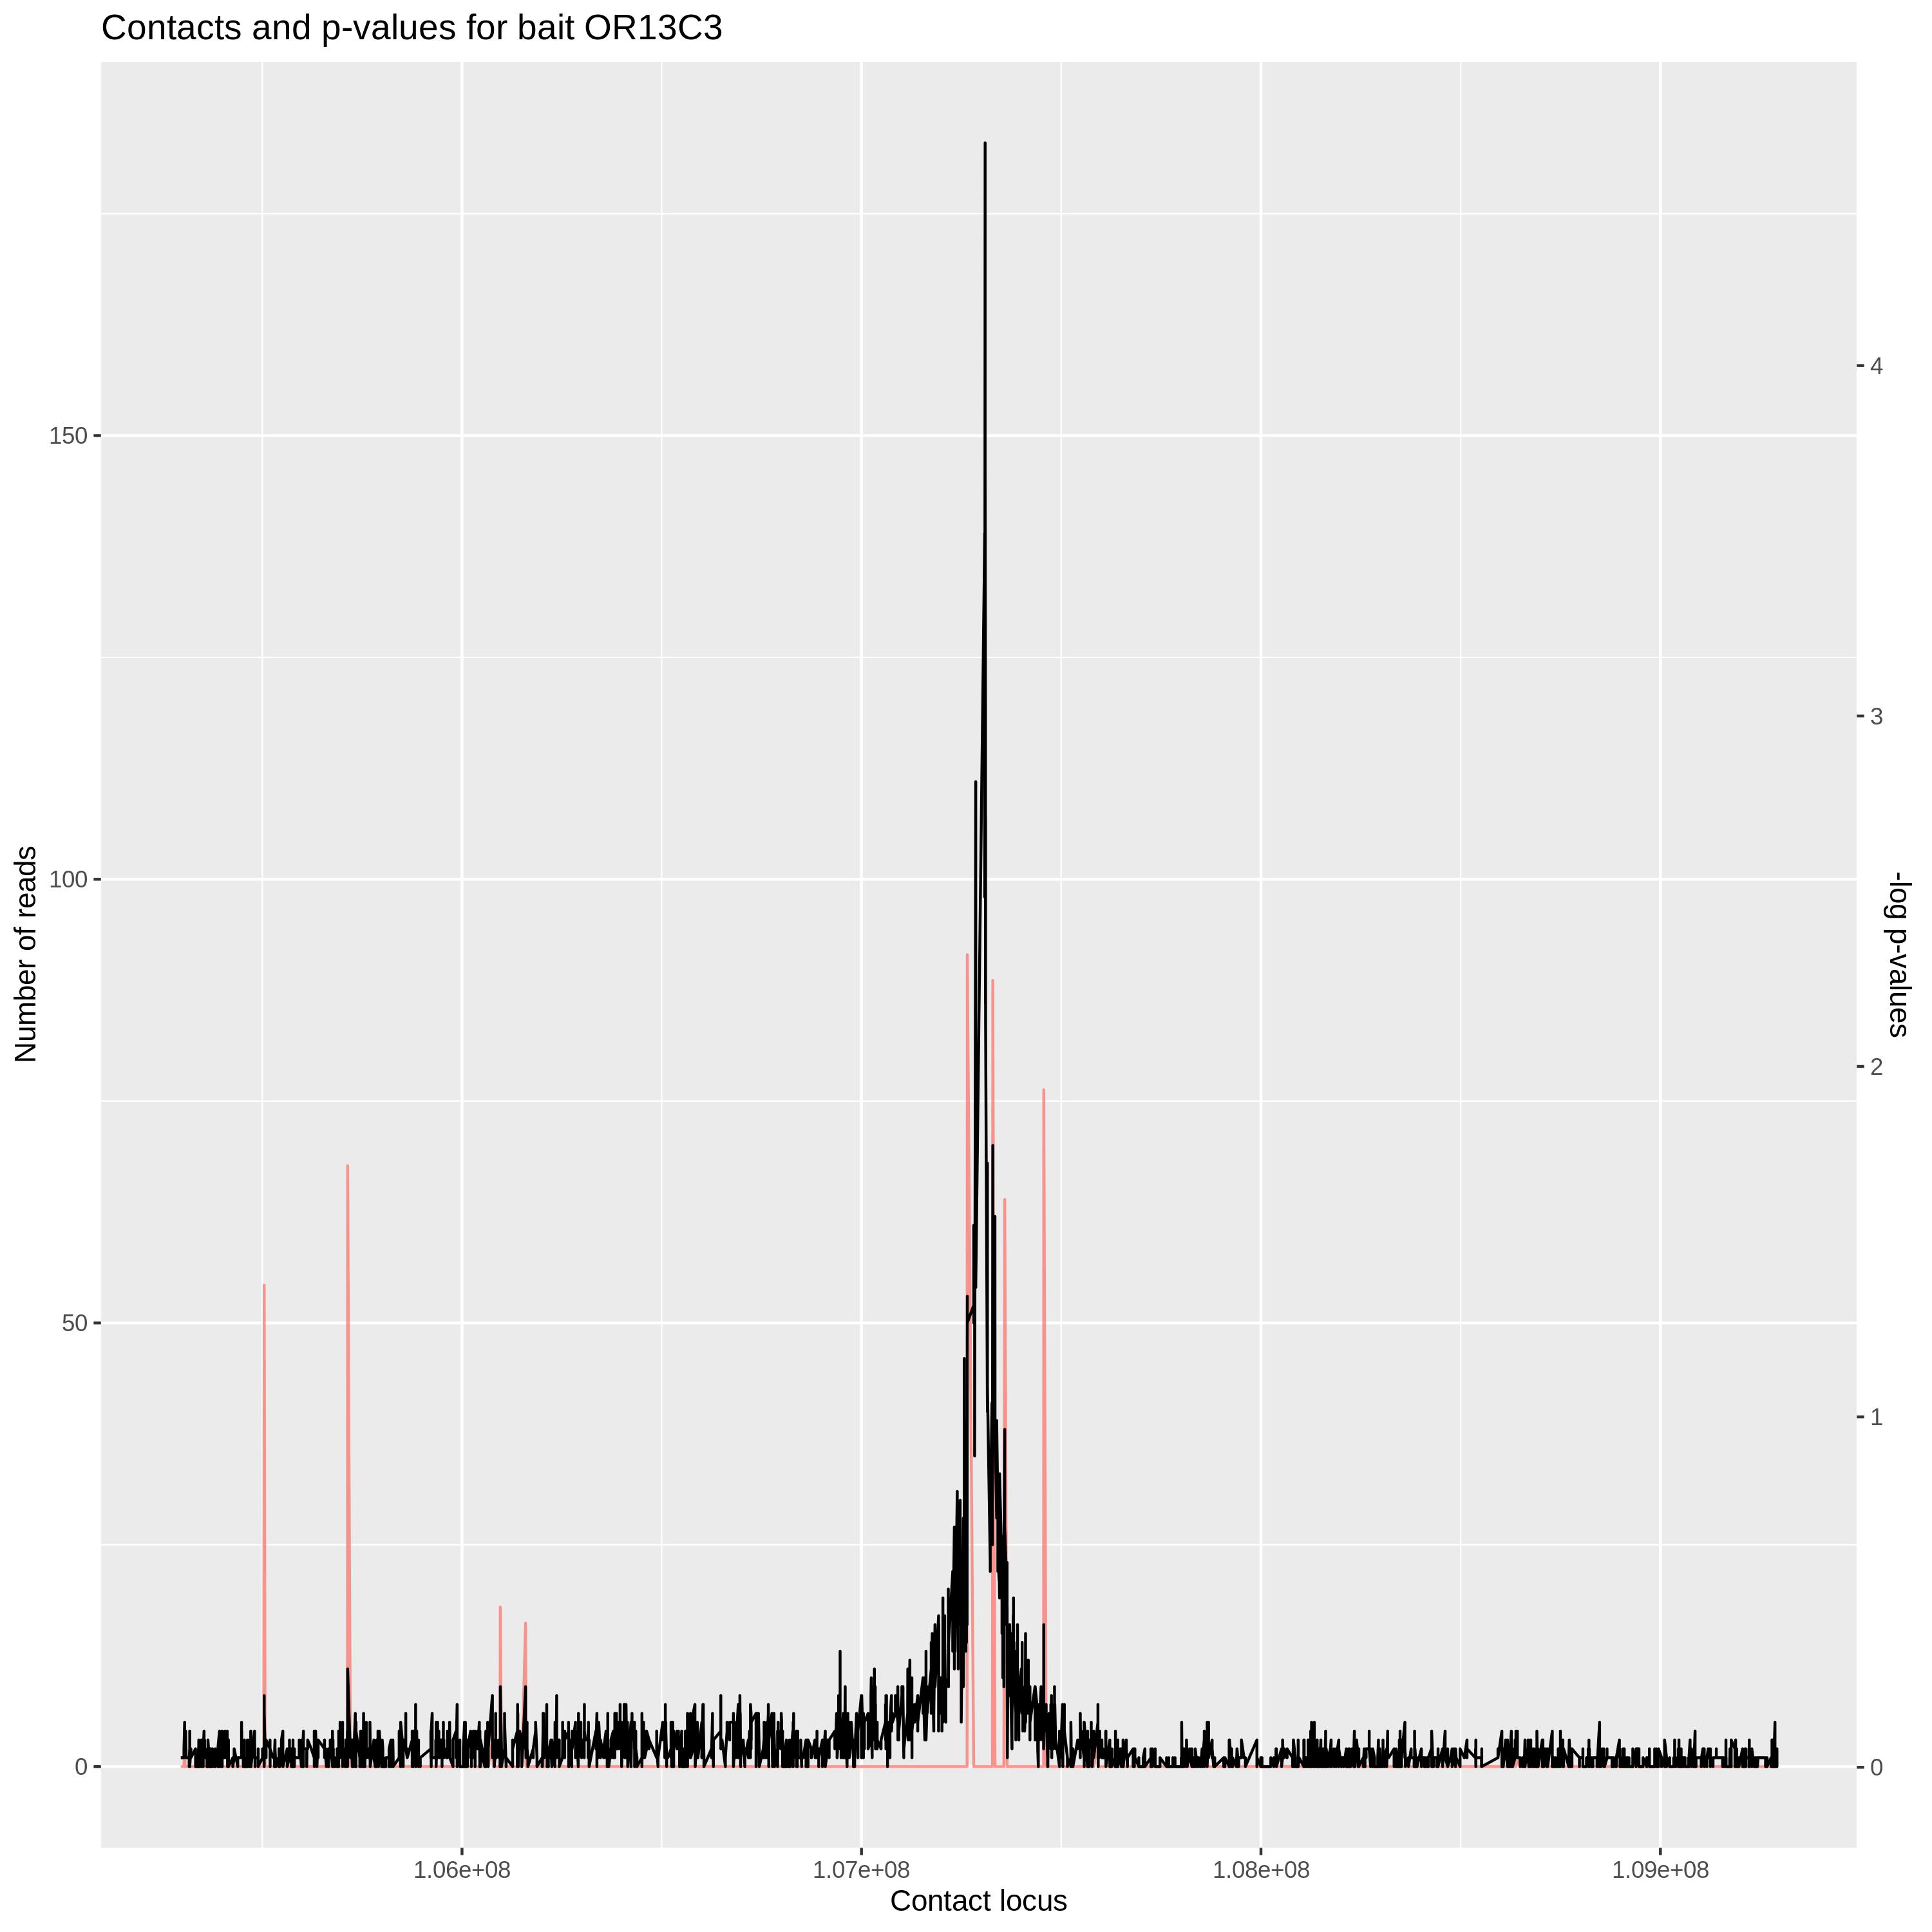 Contacts and p-values for bait OR13C3
Number of reads
150
100
50
0
4
3
2
1
0
-log p-values
1.06e+08
1.07e+08
1.08e+08
1.09e+08
Contact locus